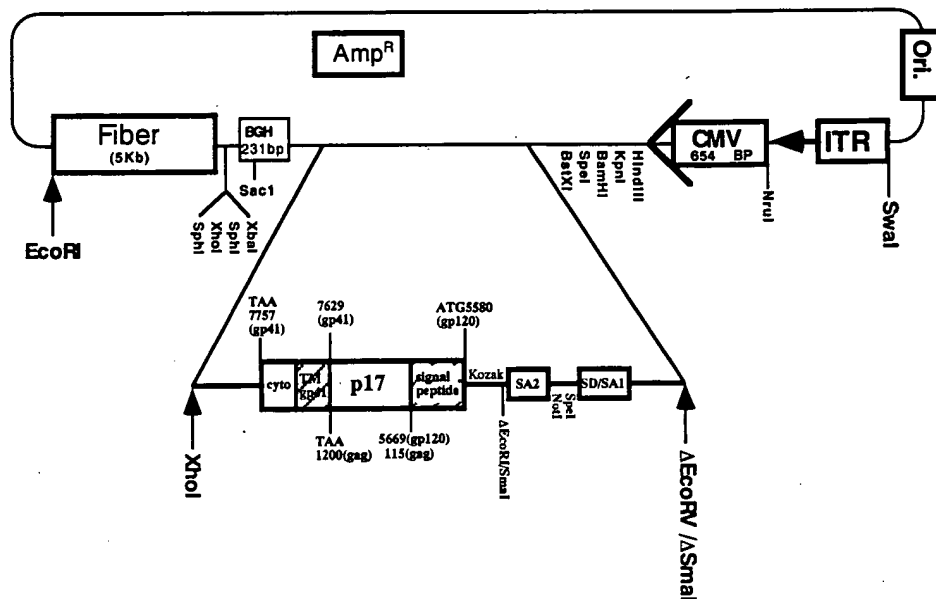 Amp^R
Ori.
Fiber
(5Kb)
BGH
231bp
CMV
654 BP
ITR
Sac1
SphI
XhoI
SphI
XbaI
BstXI
SpeI
BamHI
KpnI
HIndIII
NruI
SwaI
EcoRI
TAA
7757
(gp41)
7629
(gp41)
ATG5580
(gp120)
cyto
TM
gp41
p17
signal
peptide
Kozak
SA2
SpeI
NotI
SD/SA1
TAA
1200(gag)
5669(gp120)
115(gag)
ΔEcoRI/SmaI
XhoI
ΔEcoRV /ΔSmaI